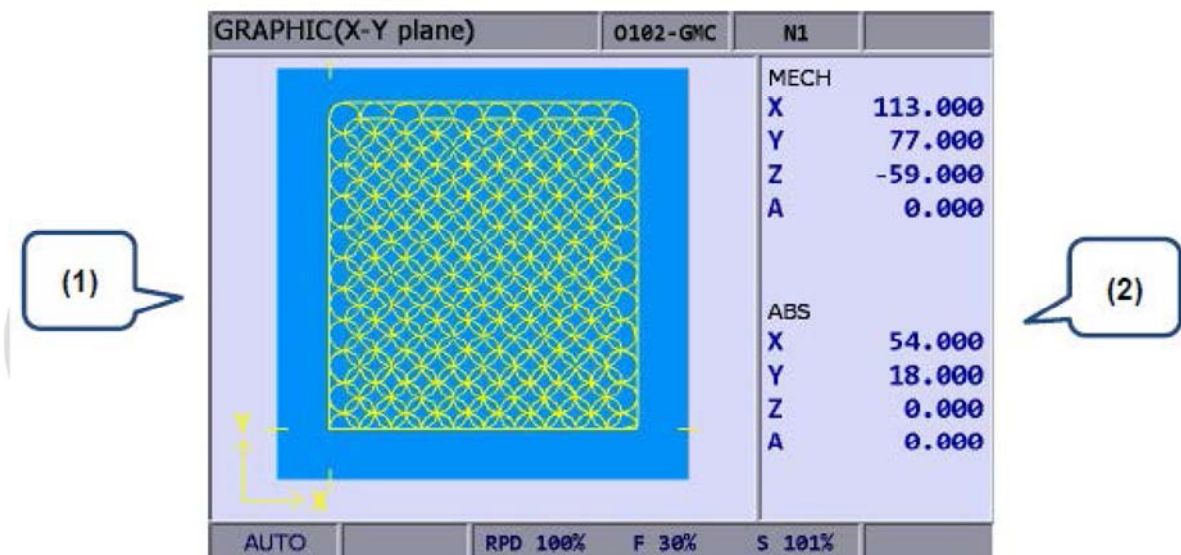 GRAPHIC(X-Y plane) O102-GMC N1
MECH
X 113.000
Y 77.000
Z -59.000
A 0.000
(1)
(2)
ABS
X 54.000
Y 18.000
Z 0.000
A 0.000
Y
X
AUTO RPD 100% F 30% S 101%